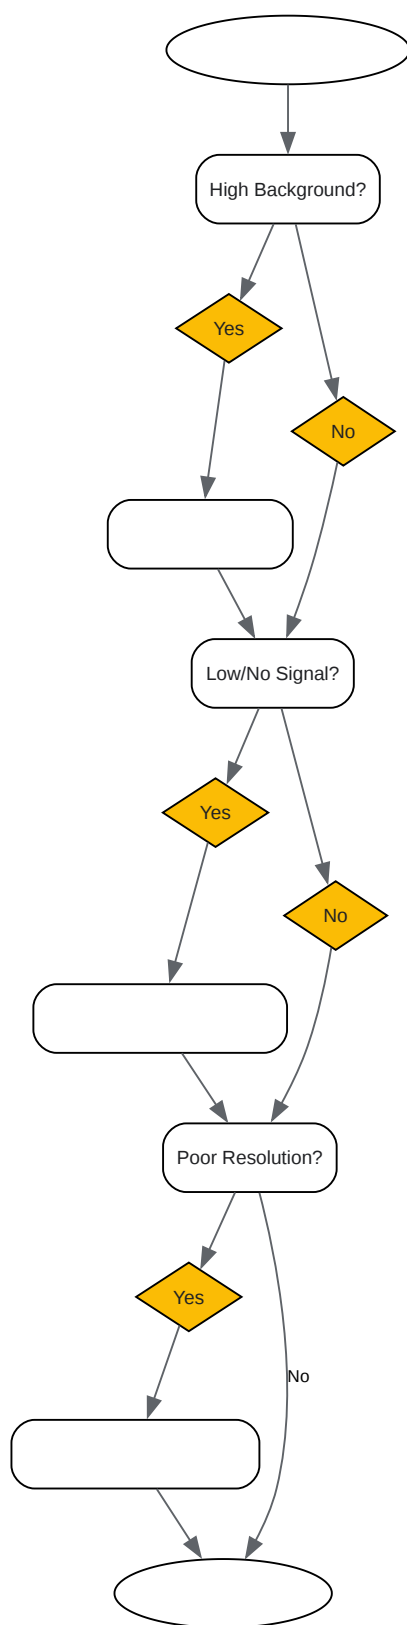 High Background?
Yes
No
Low/No Signal?
Yes
No
Poor Resolution?
Yes
No